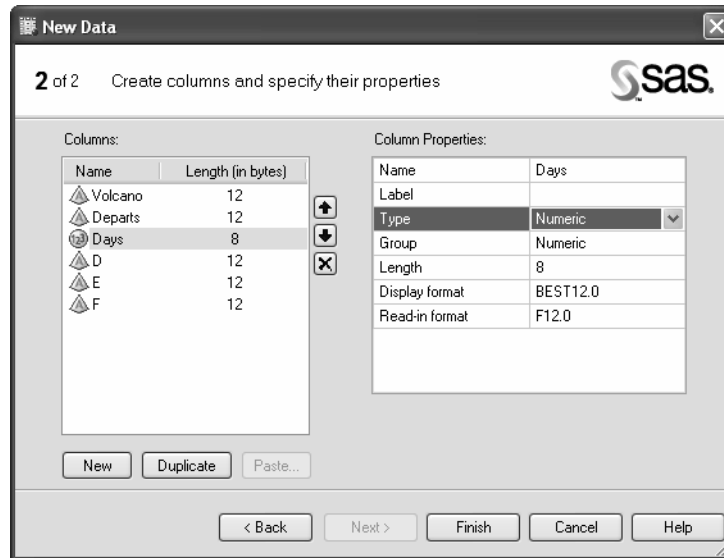 New Data
2 of 2 Create columns and specify their properties
sas.
Columns:
Name Length (in bytes)
Volcano 12
Departs 12
123 Days 8
D 12
E 12
F 12
New Duplicate Paste...
Column Properties:
Name Days
Label
Type Numeric
Group Numeric
Length 8
Display format BEST12.0
Read-in format F12.0
< Back Next > Finish Cancel Help